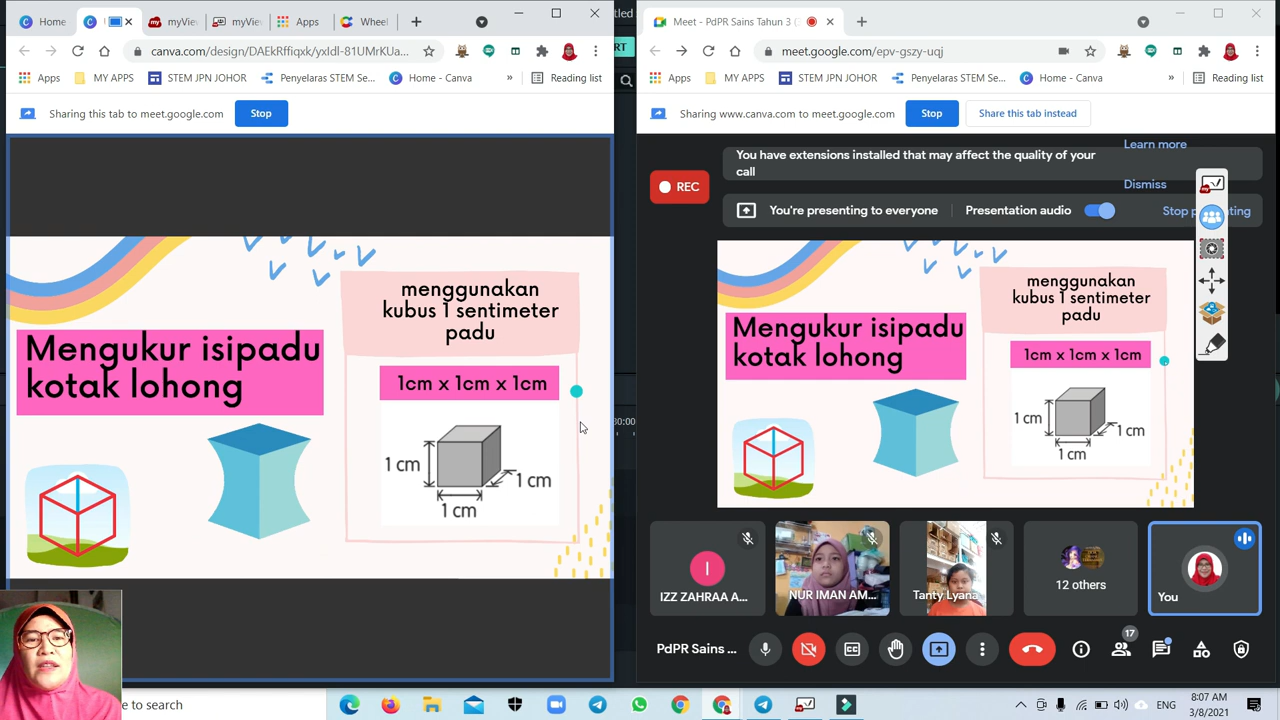 Home
myVie
myVie
Apps
Wheel
canva.com/design/DAEkRffiqxk/yxIdl-81UMrKUa...
Apps
MY APPS
STEM JPN JOHOR
Penyelaras STEM Se...
Home - Canva
»
Reading list
Sharing this tab to meet.google.com
Stop
Mengukur isipadu
kotak lohong
menggunakan
kubus 1 sentimeter
padu
1cm x 1cm x 1cm
1 cm
1 cm
1 cm
e to search
Meet - PdPR Sains Tahun 3 (
meet.google.com/epv-gszy-uqj
Apps
MY APPS
STEM JPN JOHOR
Penyelaras STEM Se...
Home - Canva
»
Reading list
Sharing www.canva.com to meet.google.com
Stop
Share this tab instead
You have extensions installed that may affect the quality of your
call
Learn more
Dismiss
REC
You're presenting to everyone
Presentation audio
Stop p
ting
Mengukur isipadu
kotak lohong
menggunakan
kubus 1 sentimeter
padu
1cm x 1cm x 1cm
1 cm
1 cm
1 cm
I
IZZ ZAHRAA A...
NUR IMAN AM...
Tanty Lyana
12 others
You
PdPR Sains ...
17
ENG
8:07 AM
3/8/2021